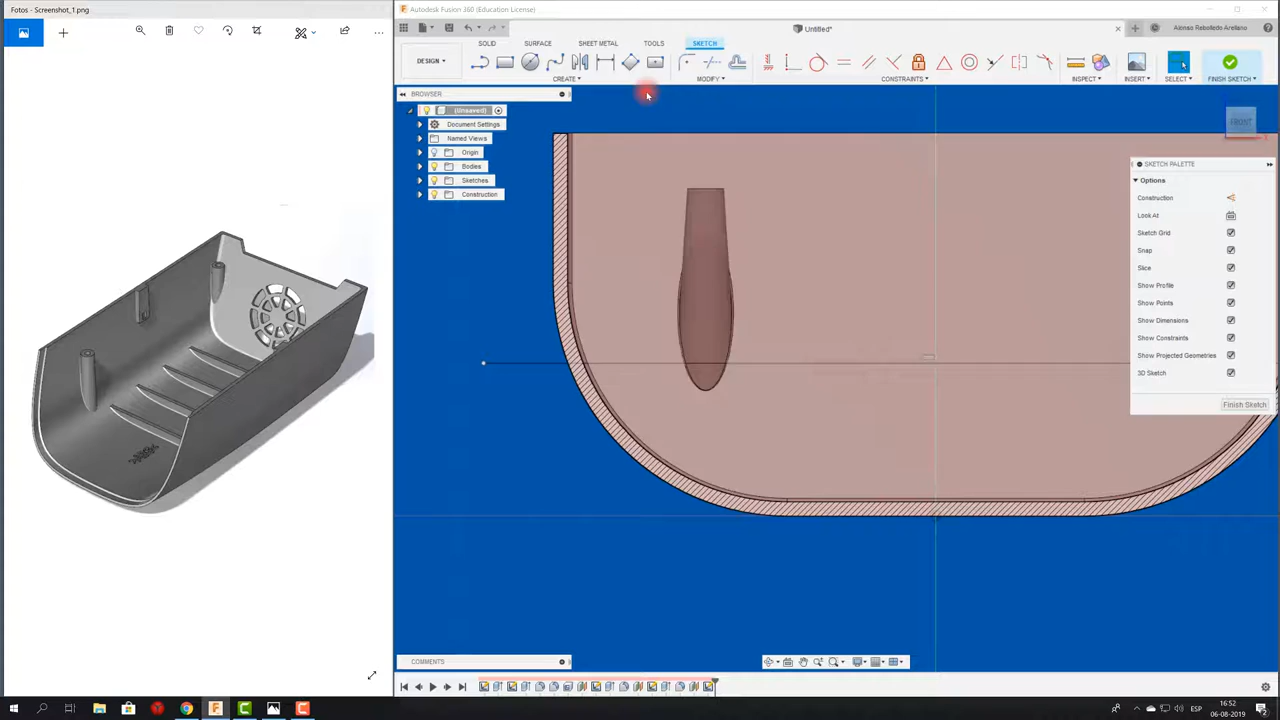 Fotos - Screenshot_1.png
Autodesk Fusion 360 (Education License)
Untitled*
Alonso Rebolledo Arellano
SOLID
SURFACE
SHEET METAL
TOOLS
SKETCH
DESIGN
CREATE
MODIFY
CONSTRAINTS
INSPECT
INSERT
SELECT
FINISH SKETCH
BROWSER
(Unsaved)
Document Settings
Named Views
Origin
Bodies
Sketches
Construction
FRONT
SKETCH PALETTE
Options
Construction
Look At
Sketch Grid
Snap
Slice
Show Profile
Show Points
Show Dimensions
Show Constraints
Show Projected Geometries
3D Sketch
Finish Sketch
COMMENTS
ESP
16:52
06-08-2019